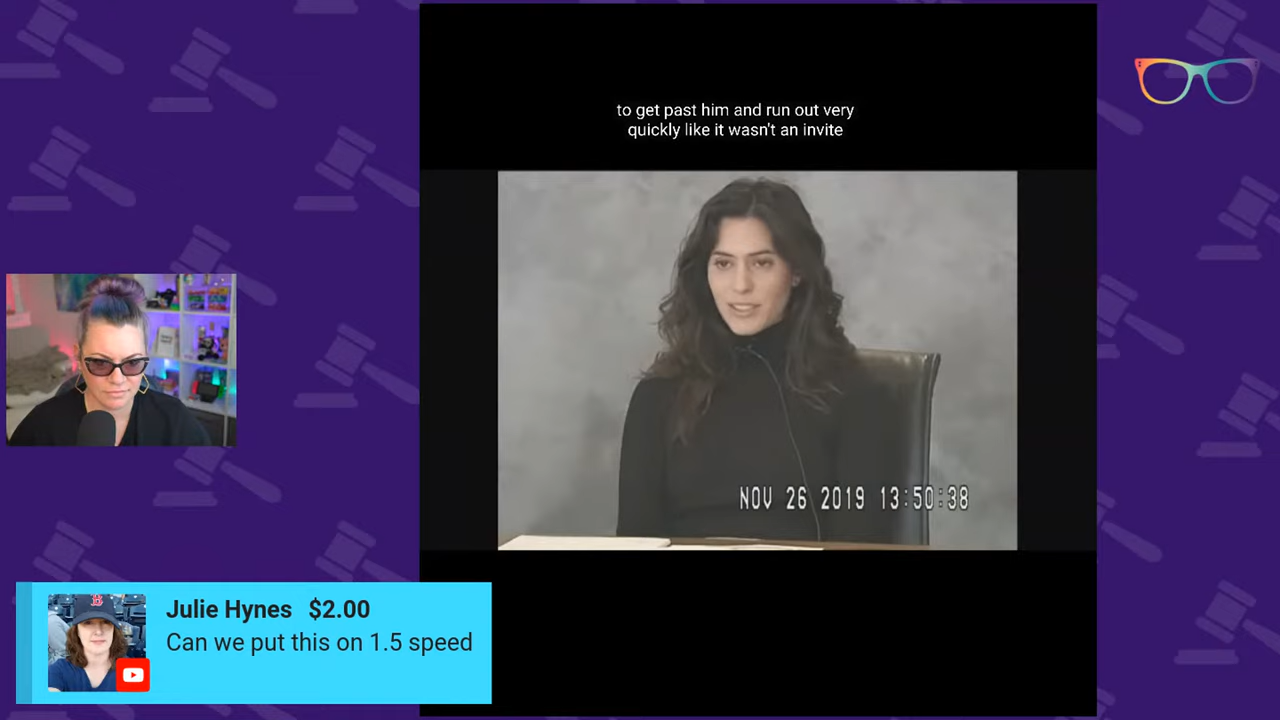 to get past him and run out very
quickly like it wasn't an invite
NOV 26 2019 13:50:38
Julie Hynes $2.00
Can we put this on 1.5 speed
B